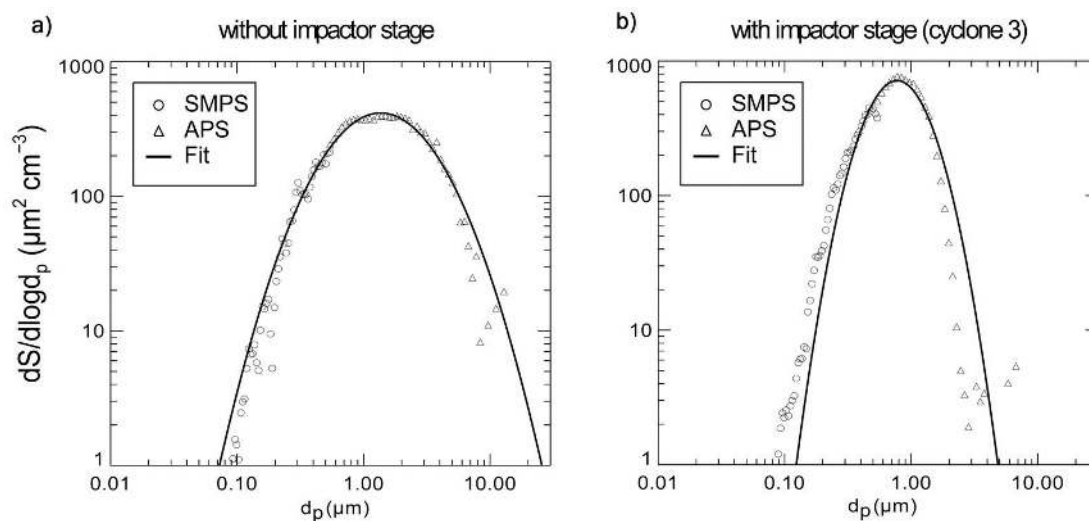 a)
without impactor stage
1000
100
10
1
0.01
0.10
1.00
10.00
SMPS
APS
Fit
dS/dlogdp (µm² cm⁻³)
dp(µm)
b)
with impactor stage (cyclone 3)
1000
100
10
1
0.01
0.10
1.00
10.00
SMPS
APS
Fit
dp(µm)